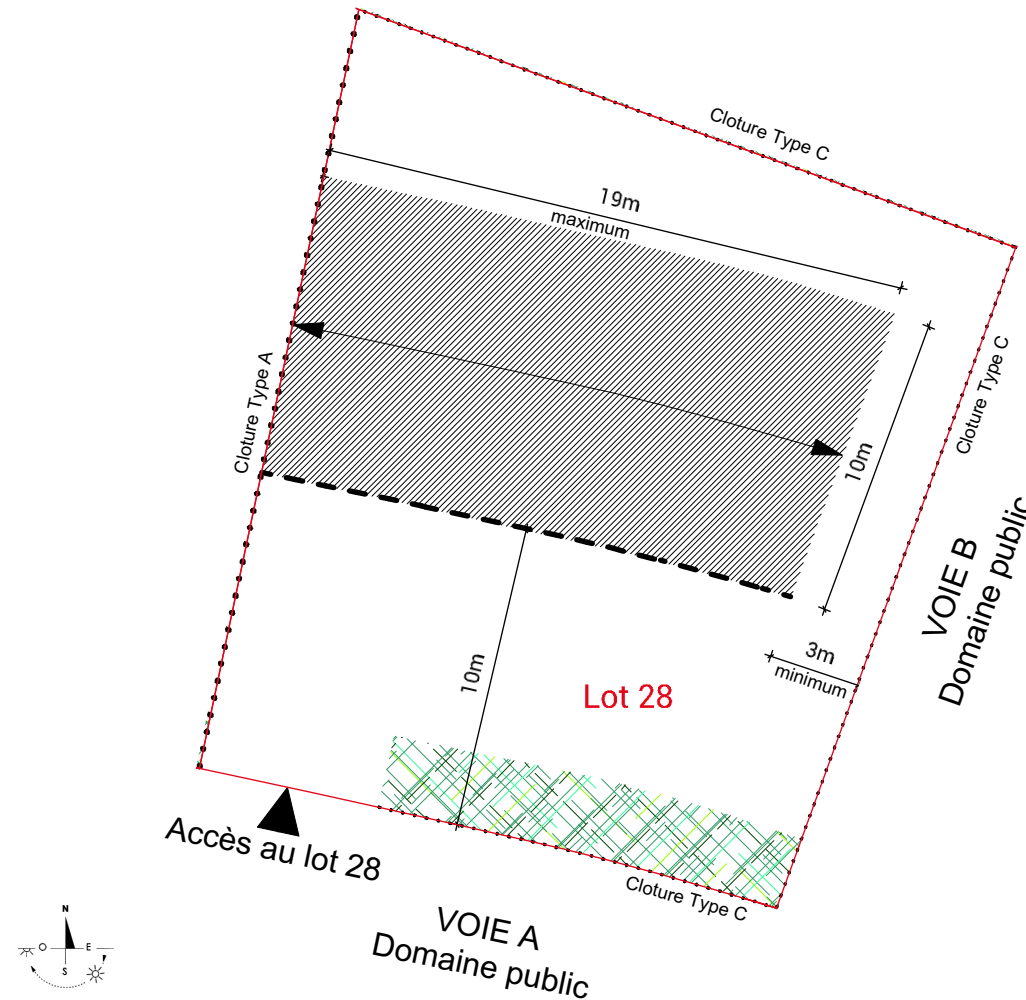 Cloture Type C
19m
maximum
Cloture Type A
Cloture Type C
10m
VOIE B
Domaine public
3m
minimum
10m
Lot 28
Accès au lot 28
Cloture Type C
VOIE A
Domaine public
N
O E
S